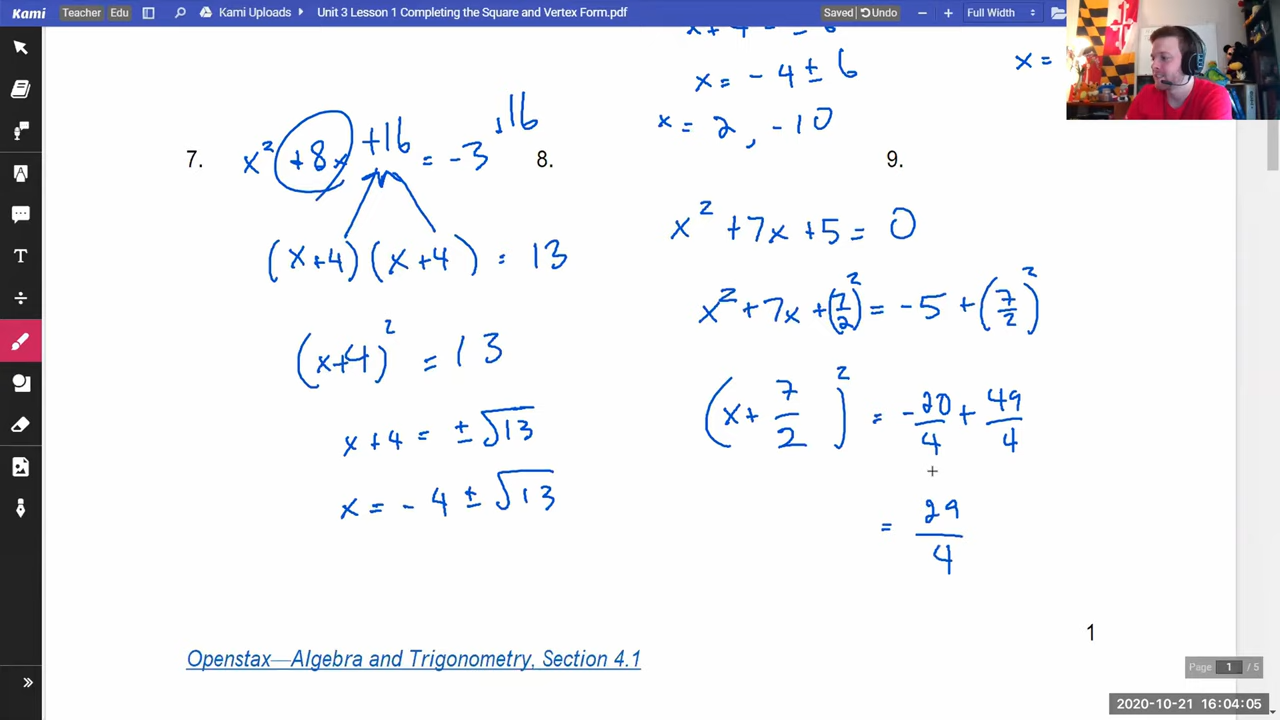 Kami Teacher Edu Kami Uploads > Unit 3 Lesson 1 Completing the Square and Vertex Form.pdf Saved Undo Full Width
x = -4 ± 6
x =
x = 2, -10
7. x² +8x +16 = -3 +16
(x+4)(x+4) = 13
(x+4)² = 13
x+4 = ±√13
x = -4 ±√13
8.
x² +7x +5 = 0
x² +7x +(7/2)² = -5 +(7/2)²
(x+ 7/2)² = -20/4 + 49/4
= 29/4
9.
1
Openstax—Algebra and Trigonometry, Section 4.1
Page 1 / 5
2020-10-21 16:04:05